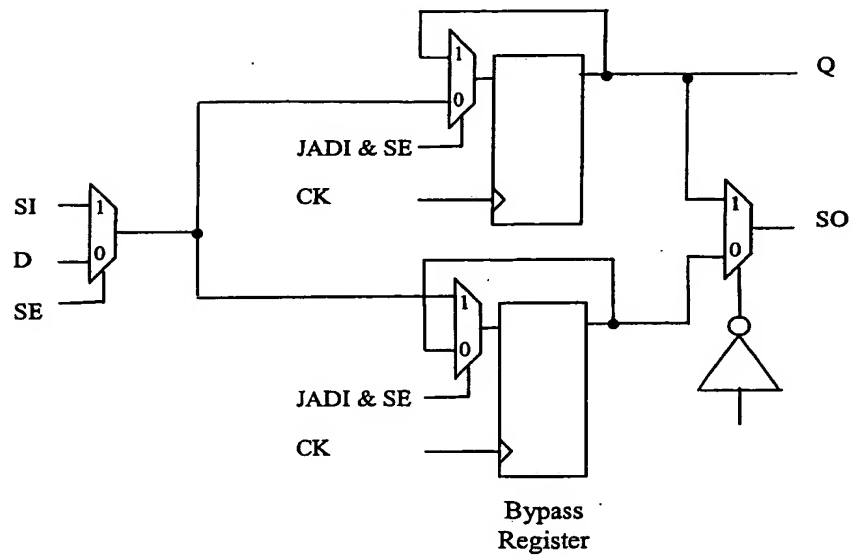 Q
1
0
JADI & SE
CK
SI
1
D
0
SE
1
SO
0
1
0
JADI & SE
CK
Bypass
Register